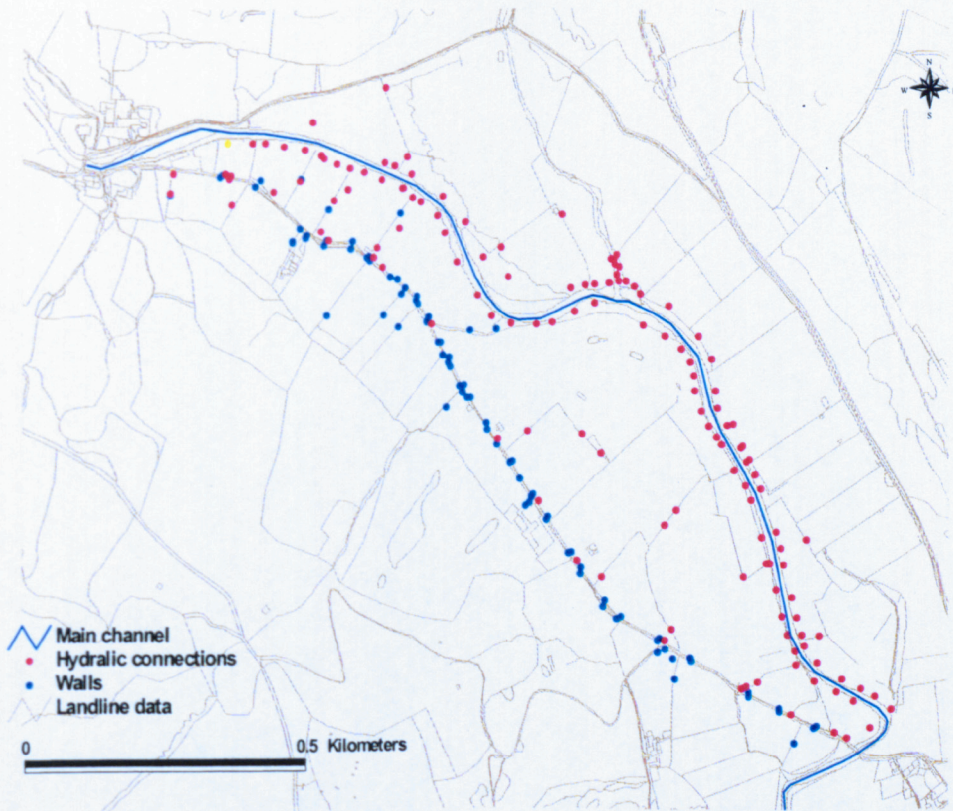 N
W
S
Main channel
Hydralic connections
Walls
Landline data
0 0.5 Kilometers